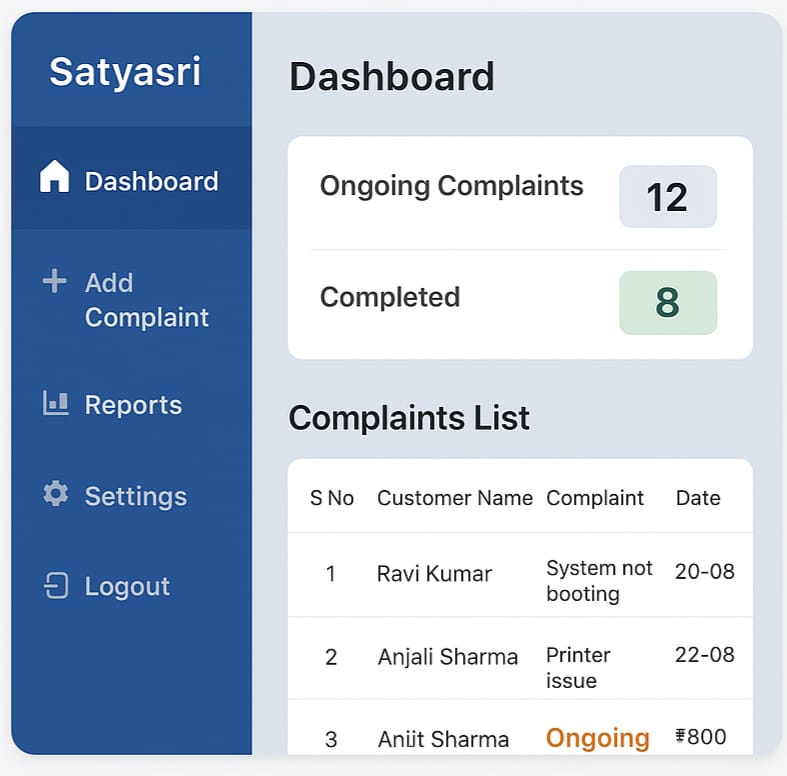 Satyasri
Dashboard
Add
Complaint
Reports
Settings
Logout
Dashboard
Ongoing Complaints 12
Completed 8
Complaints List
S No Customer Name Complaint Date
1 Ravi Kumar System not booting 20-08
2 Anjali Sharma Printer issue 22-08
3 Sharma Ongoing 800